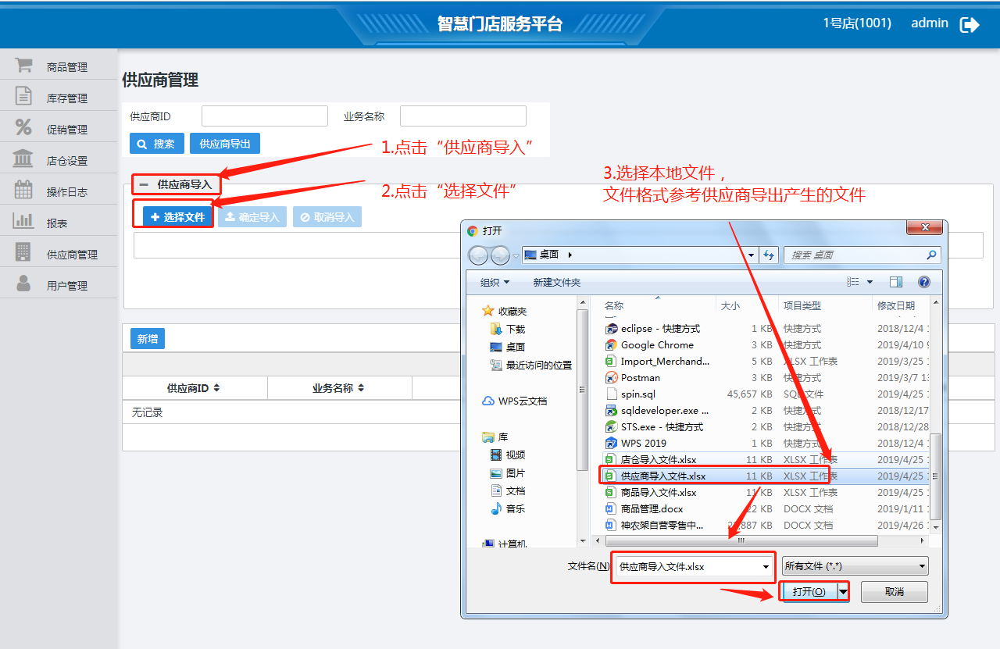 智慧门店服务平台
1号店(1001) admin
商品管理
库存管理
促销管理
店仓设置
操作日志
报表
供应商管理
用户管理
供应商管理
供应商ID 业务名称
搜索 供应商导出
1.点击“供应商导入”
供应商导入
2.点击“选择文件”
3.选择本地文件，
文件格式参考供应商导出产生的文件
选择文件 确定导入 取消导入
新增
供应商ID 业务名称
无记录
打开
桌面 搜索 桌面
组织 新建文件夹
收藏夹
下载
桌面
最近访问的位置
WPS云文档
库
视频
图片
文档
音乐
计算机
名称 大小 项目类型 修改日期
eclipse - 快捷方式 1 KB 快捷方式 2018/12/4
Google Chrome 3 KB 快捷方式 2019/4/10
Import_Merchand... 5 KB XLSX 工作表 2019/3/25
Postman 3 KB 快捷方式 2019/3/7
spin.sql 45,657 KB SQL 文件 2019/4/25
sqldeveloper.exe ... 2 KB 快捷方式 2018/12/17
STS.exe - 快捷方式 2 KB 快捷方式 2018/12/28
WPS 2019 1 KB 快捷方式 2018/12/4
店仓导入文件.xlsx 11 KB XLSX 工作表 2019/4/25
供应商导入文件.xlsx 11 KB XLSX 工作表 2019/4/25
商品导入文件.xlsx 11 KB XLSX 工作表 2019/4/25
商品管理.docx 22 KB DOCX 文档 2019/1/11
神农架自营零售中... KB DOCX 文档 2019/4/26
文件名(N) 供应商导入文件.xlsx 所有文件 (*.*)
打开(O) 取消